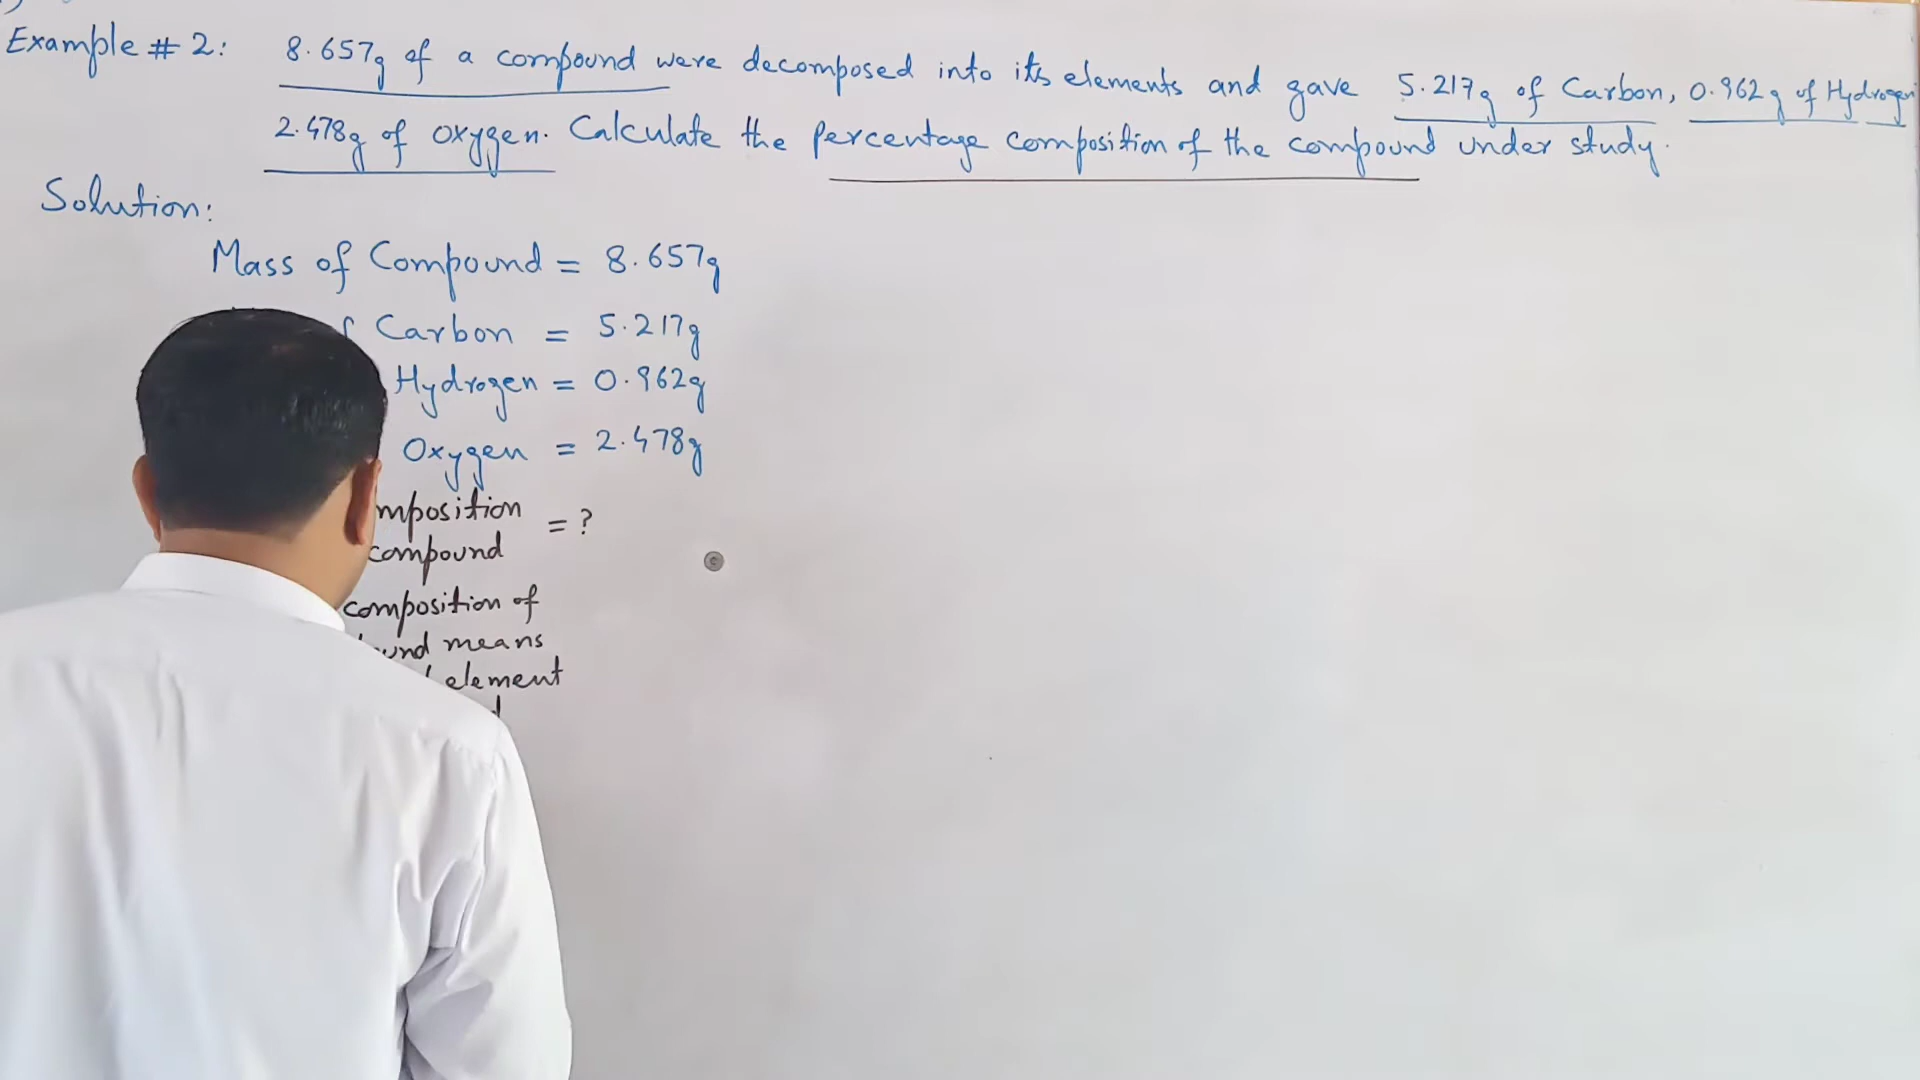 Example # 2: 8.657g of a compound were decomposed into its elements and gave 5.217g of Carbon, 0.962g of Hydrogen
2.478g of oxygen. Calculate the percentage composition of the compound under study.
Solution:
Mass of Compound = 8.657g
Carbon = 5.217g
Hydrogen = 0.962g
Oxygen = 2.478g
mposition
= ?
compound
composition of
und means
element